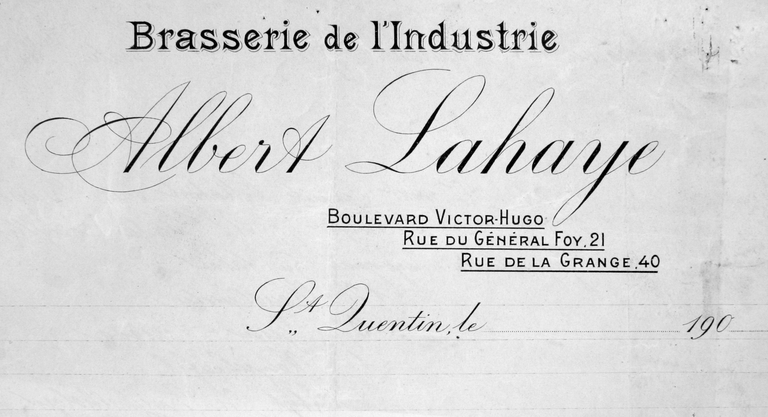 Brasserie de l'Industrie
Albert Lahaye
BOULEVARD VICTOR-HUGO
RUE DU GÉNÉRAL FOY, 21
RUE DE LA GRANGE, 40
St Quentin, le 190